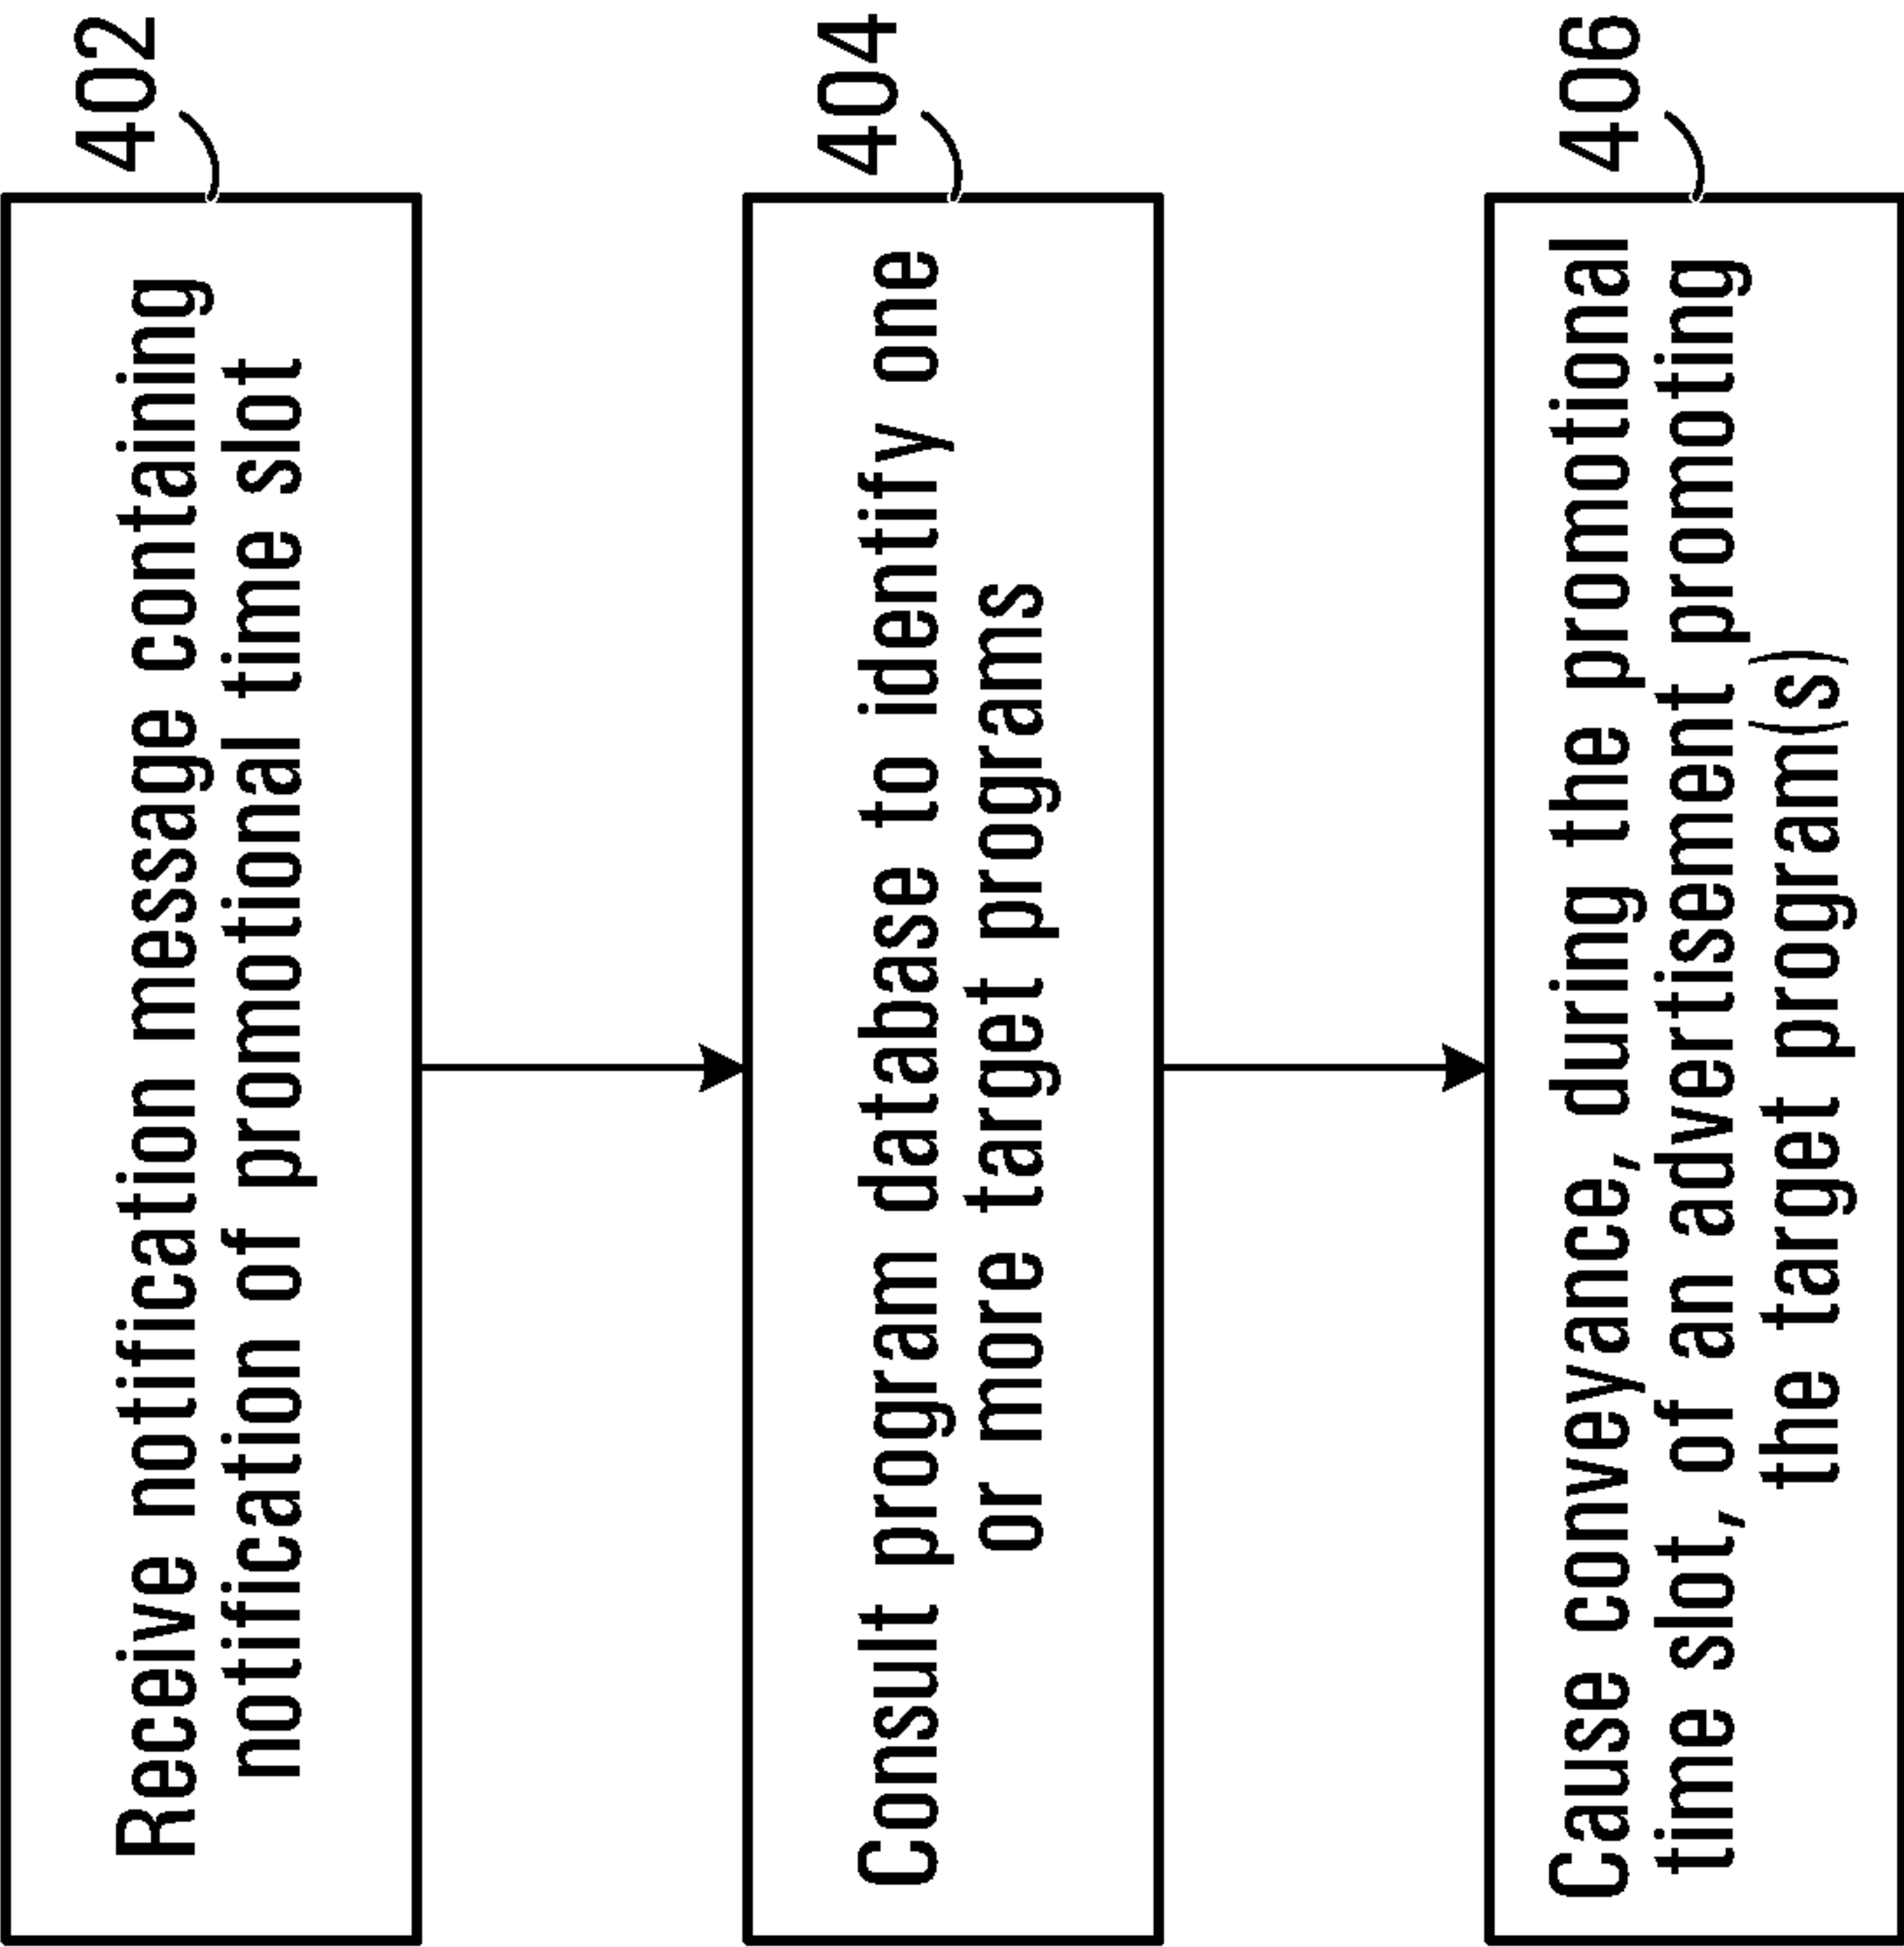 402
Receive notification message containing
notification of promotional time slot
404
Consult program database to identify one
or more target programs
406
Cause conveyance, during the promotional
time slot, of an advertisement promoting
the target program(s)